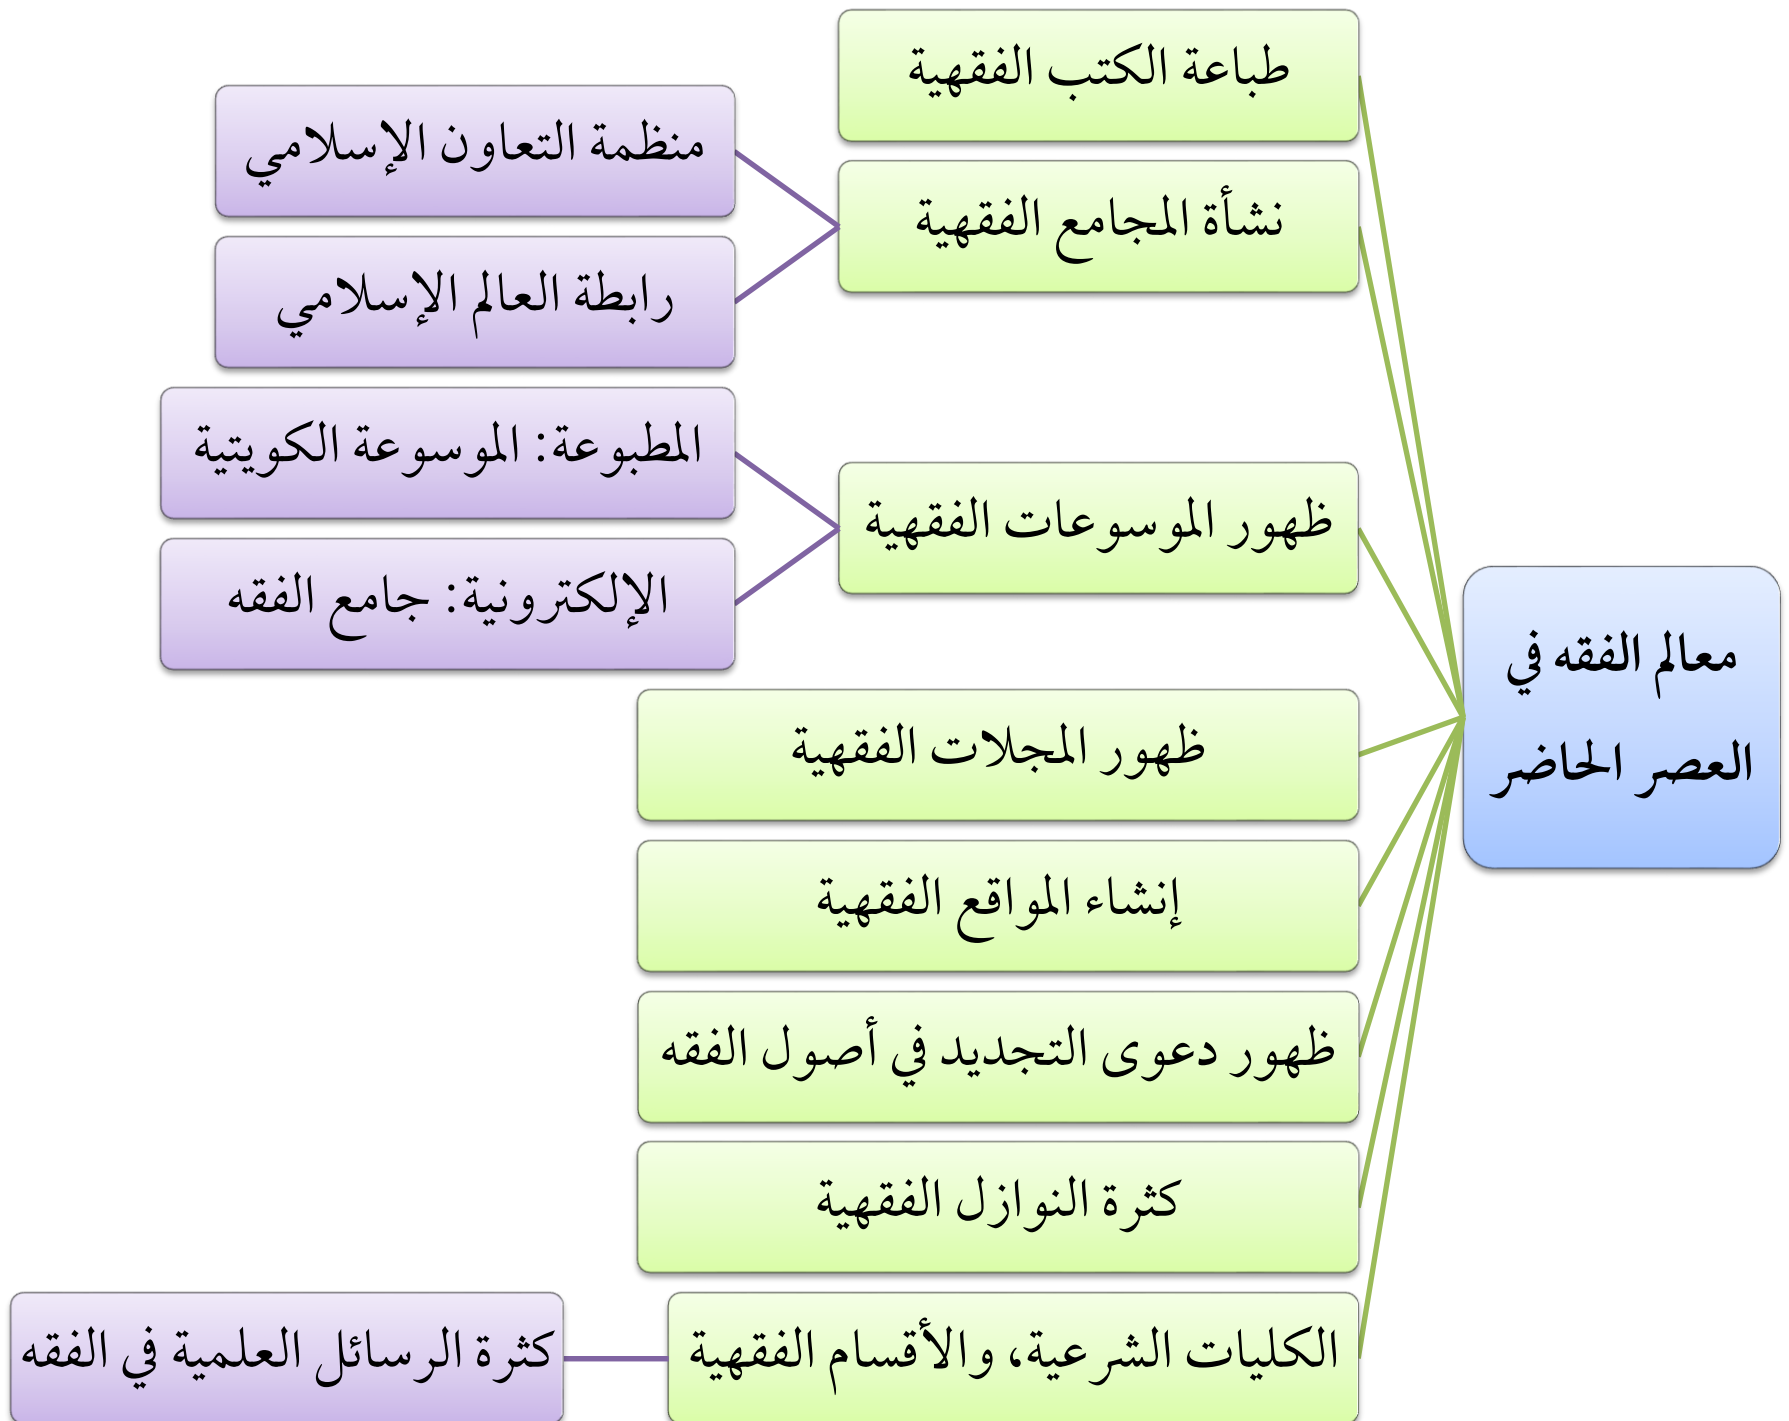 معالم الفقه في
العصر الحاضر
طباعة الكتب الفقهية
نشأة المجامع الفقهية
منظمة التعاون الإسلامي
رابطة العالم الإسلامي
ظهور الموسوعات الفقهية
المطبوعة: الموسوعة الكويتية
الإلكترونية: جامع الفقه
ظهور المجلات الفقهية
إنشاء المواقع الفقهية
ظهور دعوى التجديد في أصول الفقه
كثرة النوازل الفقهية
الكليات الشرعية، والأقسام الفقهية
كثرة الرسائل العلمية في الفقه